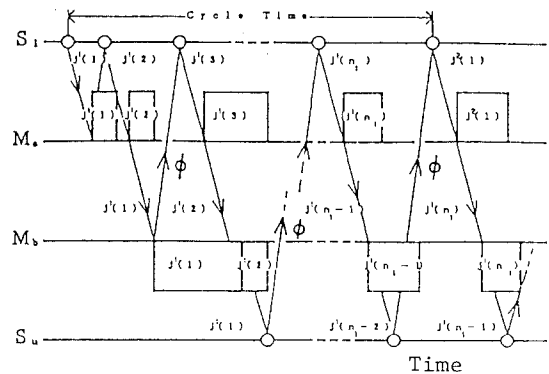 Cycle Time
S₁
j¹(1) j¹(2) j¹(3) j¹(n₁) j²(1)
j¹(1) j¹(2) j¹(3) j¹(n₁) j²(1)
Mₐ
ϕ ϕ
j¹(1) j¹(2) j¹(n₁-1) j¹(n₁)
ϕ
M_b
j¹(1) j¹(2) j¹(n₁-1) j¹(n₁)
j¹(1) j¹(n₁-2) j¹(n₁-1)
Sᵤ
Time